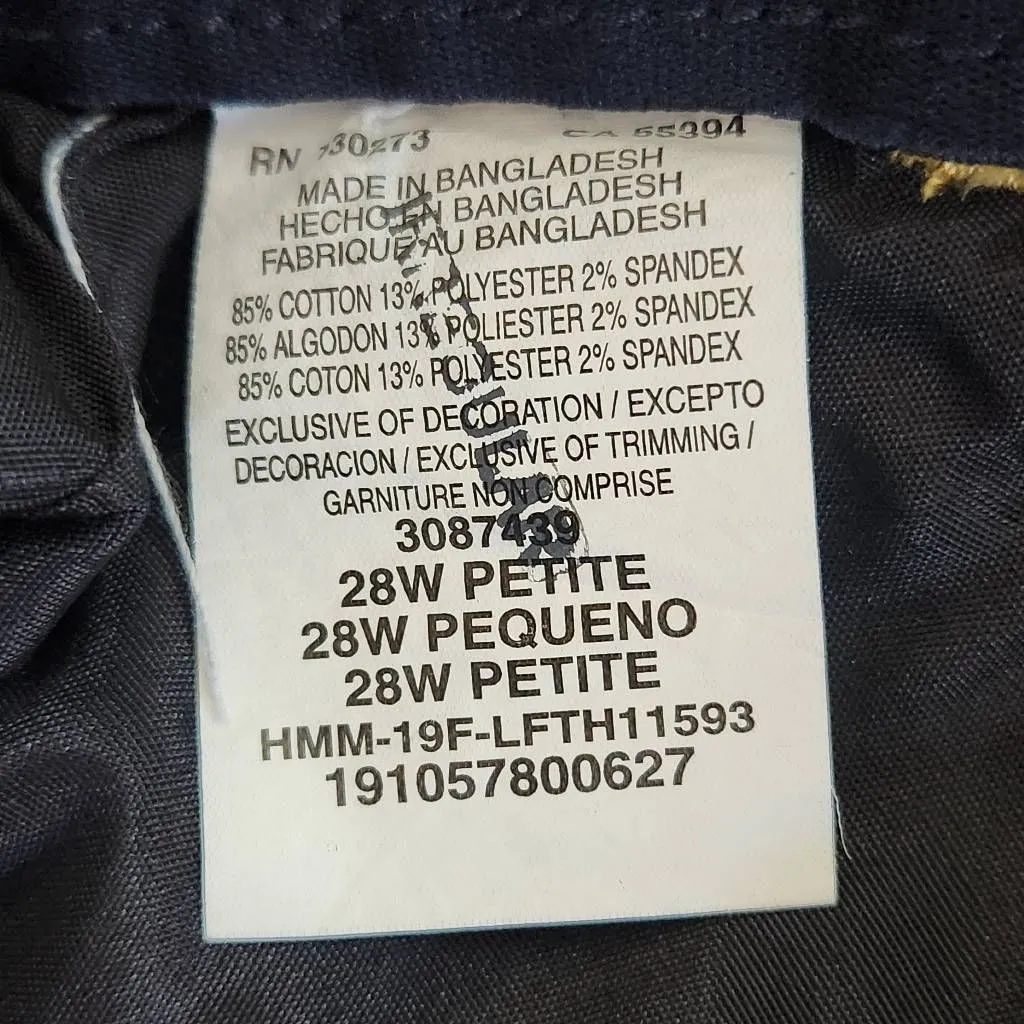 RN 130273 CA 55394
MADE IN BANGLADESH
HECHO EN BANGLADESH
FABRIQUE AU BANGLADESH
85% COTTON 13% POLYESTER 2% SPANDEX
85% ALGODON 13% POLIESTER 2% SPANDEX
85% COTON 13% POLYESTER 2% SPANDEX
EXCLUSIVE OF DECORATION / EXCEPTO
DECORACION / EXCLUSIVE OF TRIMMING /
GARNITURE NON COMPRISE
3087439
28W PETITE
28W PEQUENO
28W PETITE
HMM-19F-LFTH11593
191057800627